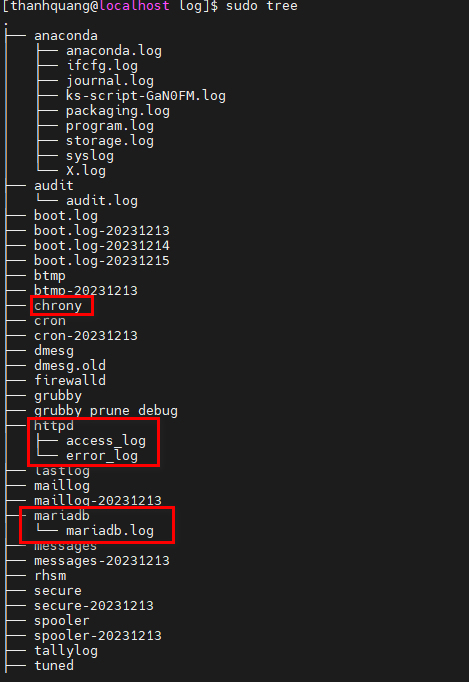 [thanhquang@localhost log]$ sudo tree
.
├── anaconda
│   ├── anaconda.log
│   ├── ifcfg.log
│   ├── journal.log
│   ├── ks-script-GaN0FM.log
│   ├── packaging.log
│   ├── program.log
│   ├── storage.log
│   ├── syslog
│   └── X.log
├── audit
│   └── audit.log
├── boot.log
├── boot.log-20231213
├── boot.log-20231214
├── boot.log-20231215
├── btmp
├── btmp-20231213
├── chrony
├── cron
├── cron-20231213
├── dmesg
├── dmesg.old
├── firewalld
├── grubby
├── grubby_prune_debug
├── httpd
│   ├── access_log
│   └── error_log
├── lastlog
├── maillog
├── maillog-20231213
├── mariadb
│   └── mariadb.log
├── messages
├── messages-20231213
├── rhsm
├── secure
├── secure-20231213
├── spooler
├── spooler-20231213
├── tallylog
├── tuned